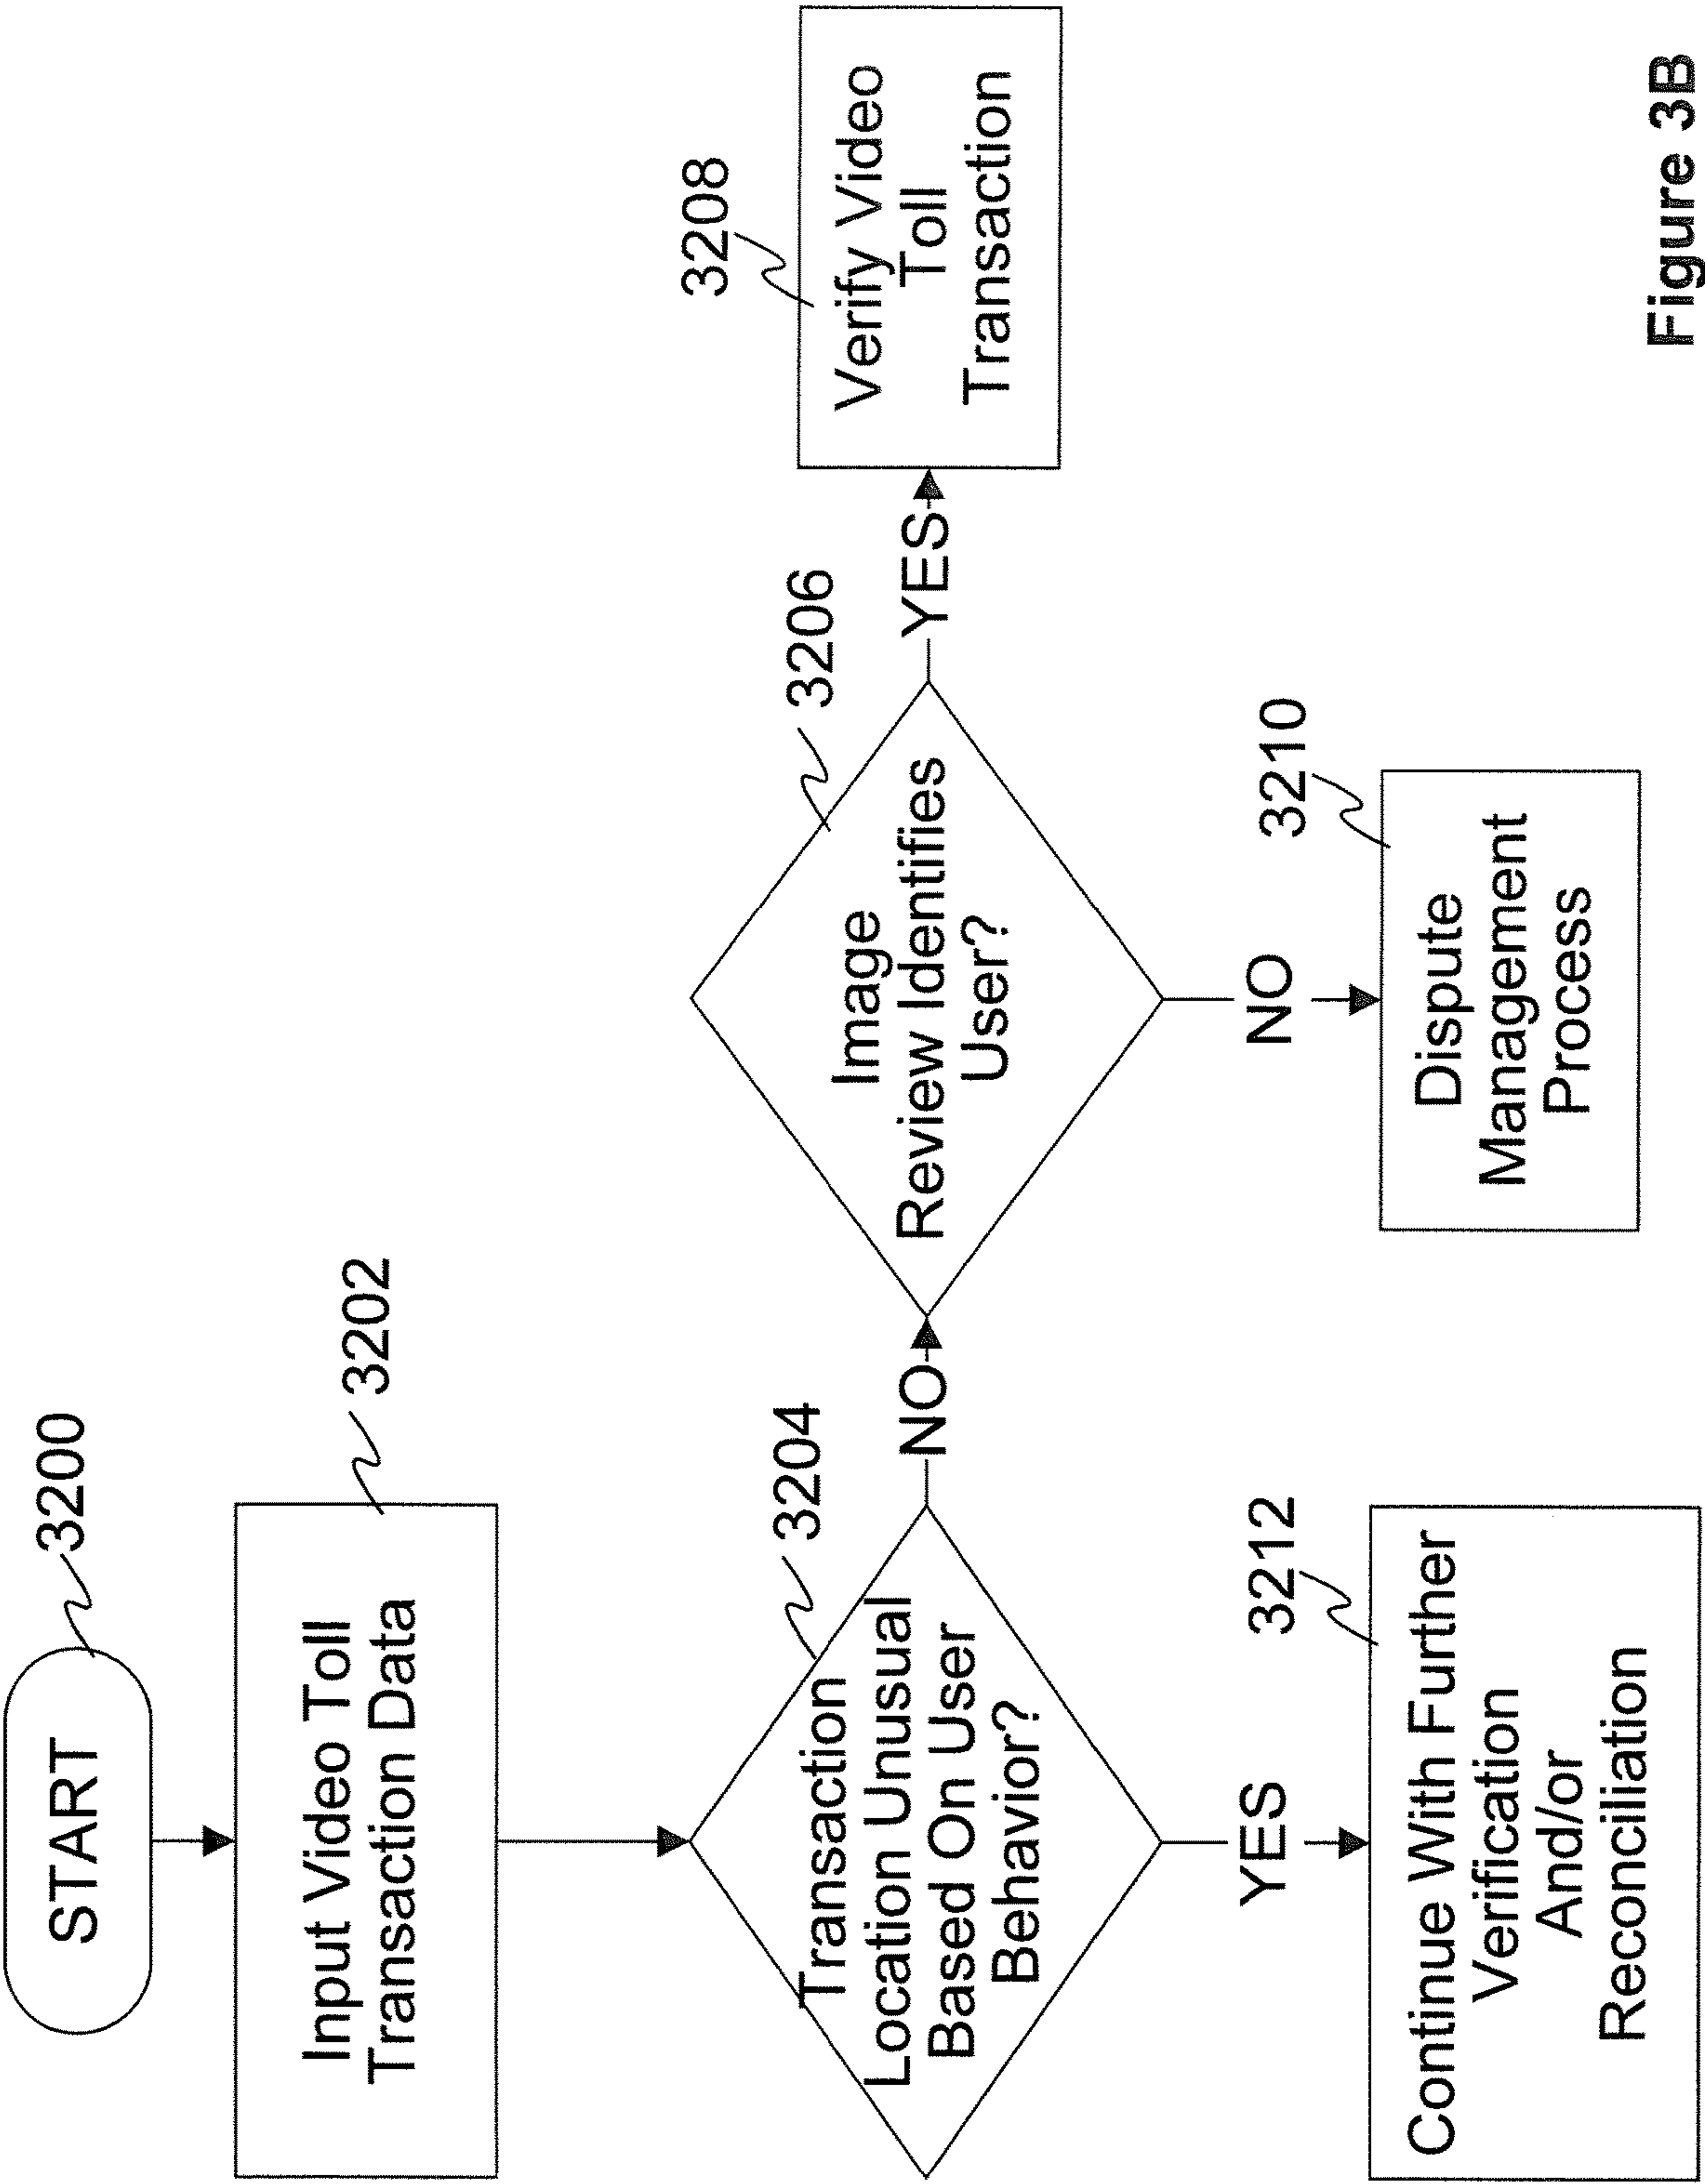 3200
START
3202
Input Video Toll
Transaction Data
3204
Transaction
Location Unusual
Based On User
Behavior?
NO
YES
3212
Continue With Further
Verification
And/or
Reconciliation
3206
Image
Review Identifies
User?
YES
NO
3208
Verify Video
Toll
Transaction
3210
Dispute
Management
Process
Figure 3B